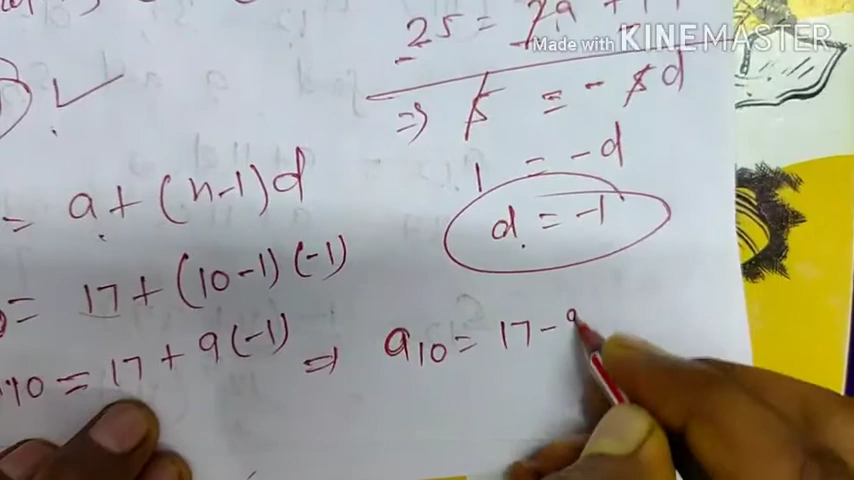 25 = 2a +
Made with KINEMASTER
⇒ 5 = - 5d
1 = -d
= a + (n-1)d
d = -1
= 17 + (10-1)(-1)
10 = 17 + 9(-1) ⇒ a10 = 17 - 9